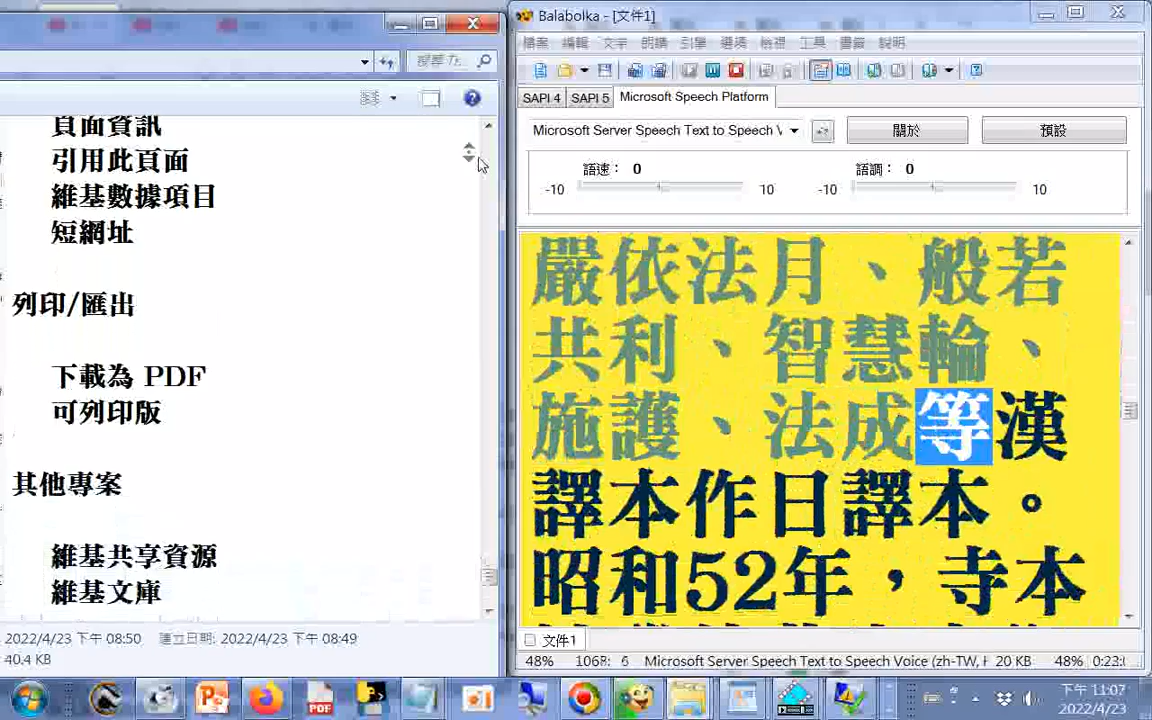 Balabolka - [文件1]
檔案 編輯 文字 朗讀 引擎 選項 檢視 工具 書籤 說明
SAPI 4 SAPI 5 Microsoft Speech Platform
Microsoft Server Speech Text to Speech V
關於
預設
語速： 0
-10 10
語調： 0
-10 10
頁面資訊
引用此頁面
維基數據項目
短網址
列印/匯出
下載為 PDF
可列印版
其他專案
維基共享資源
維基文庫
2022/4/23 下午 08:50 建立日期: 2022/4/23 下午 08:49
40.4 KB
嚴依法月、般若
共利、智慧輪、
施護、法成等漢
譯本作日譯本。
昭和52年，寺本
文件1
48% 106: 6 Microsoft Server Speech Text to Speech Voice (zh-TW, 20 KB 48% 0:23:
PDF
下午 11:07
2022/4/23